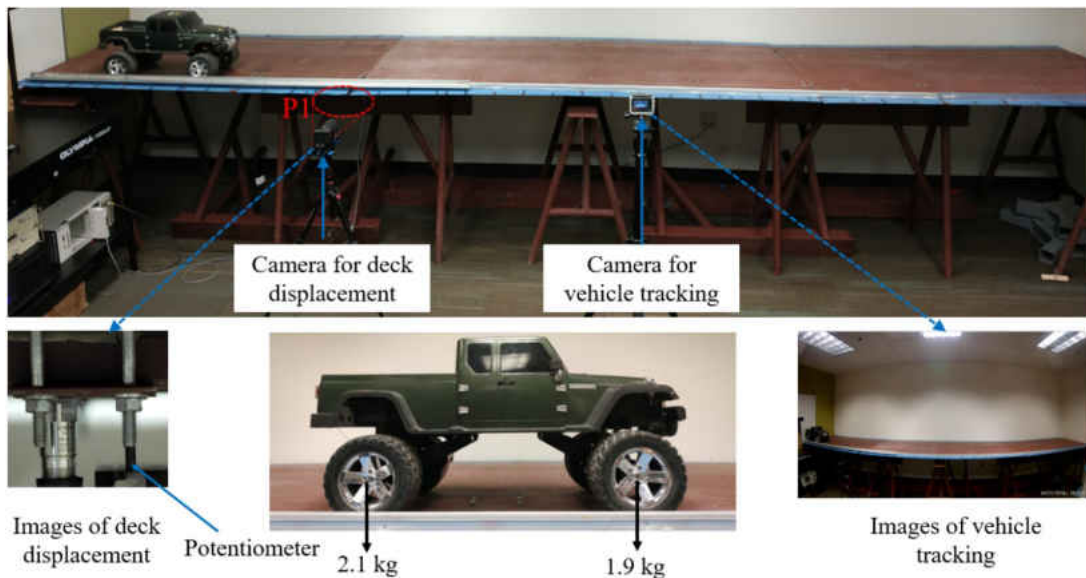 P1
Camera for deck
displacement
Camera for
vehicle tracking
Images of deck
displacement
Potentiometer
2.1 kg
1.9 kg
Images of vehicle
tracking